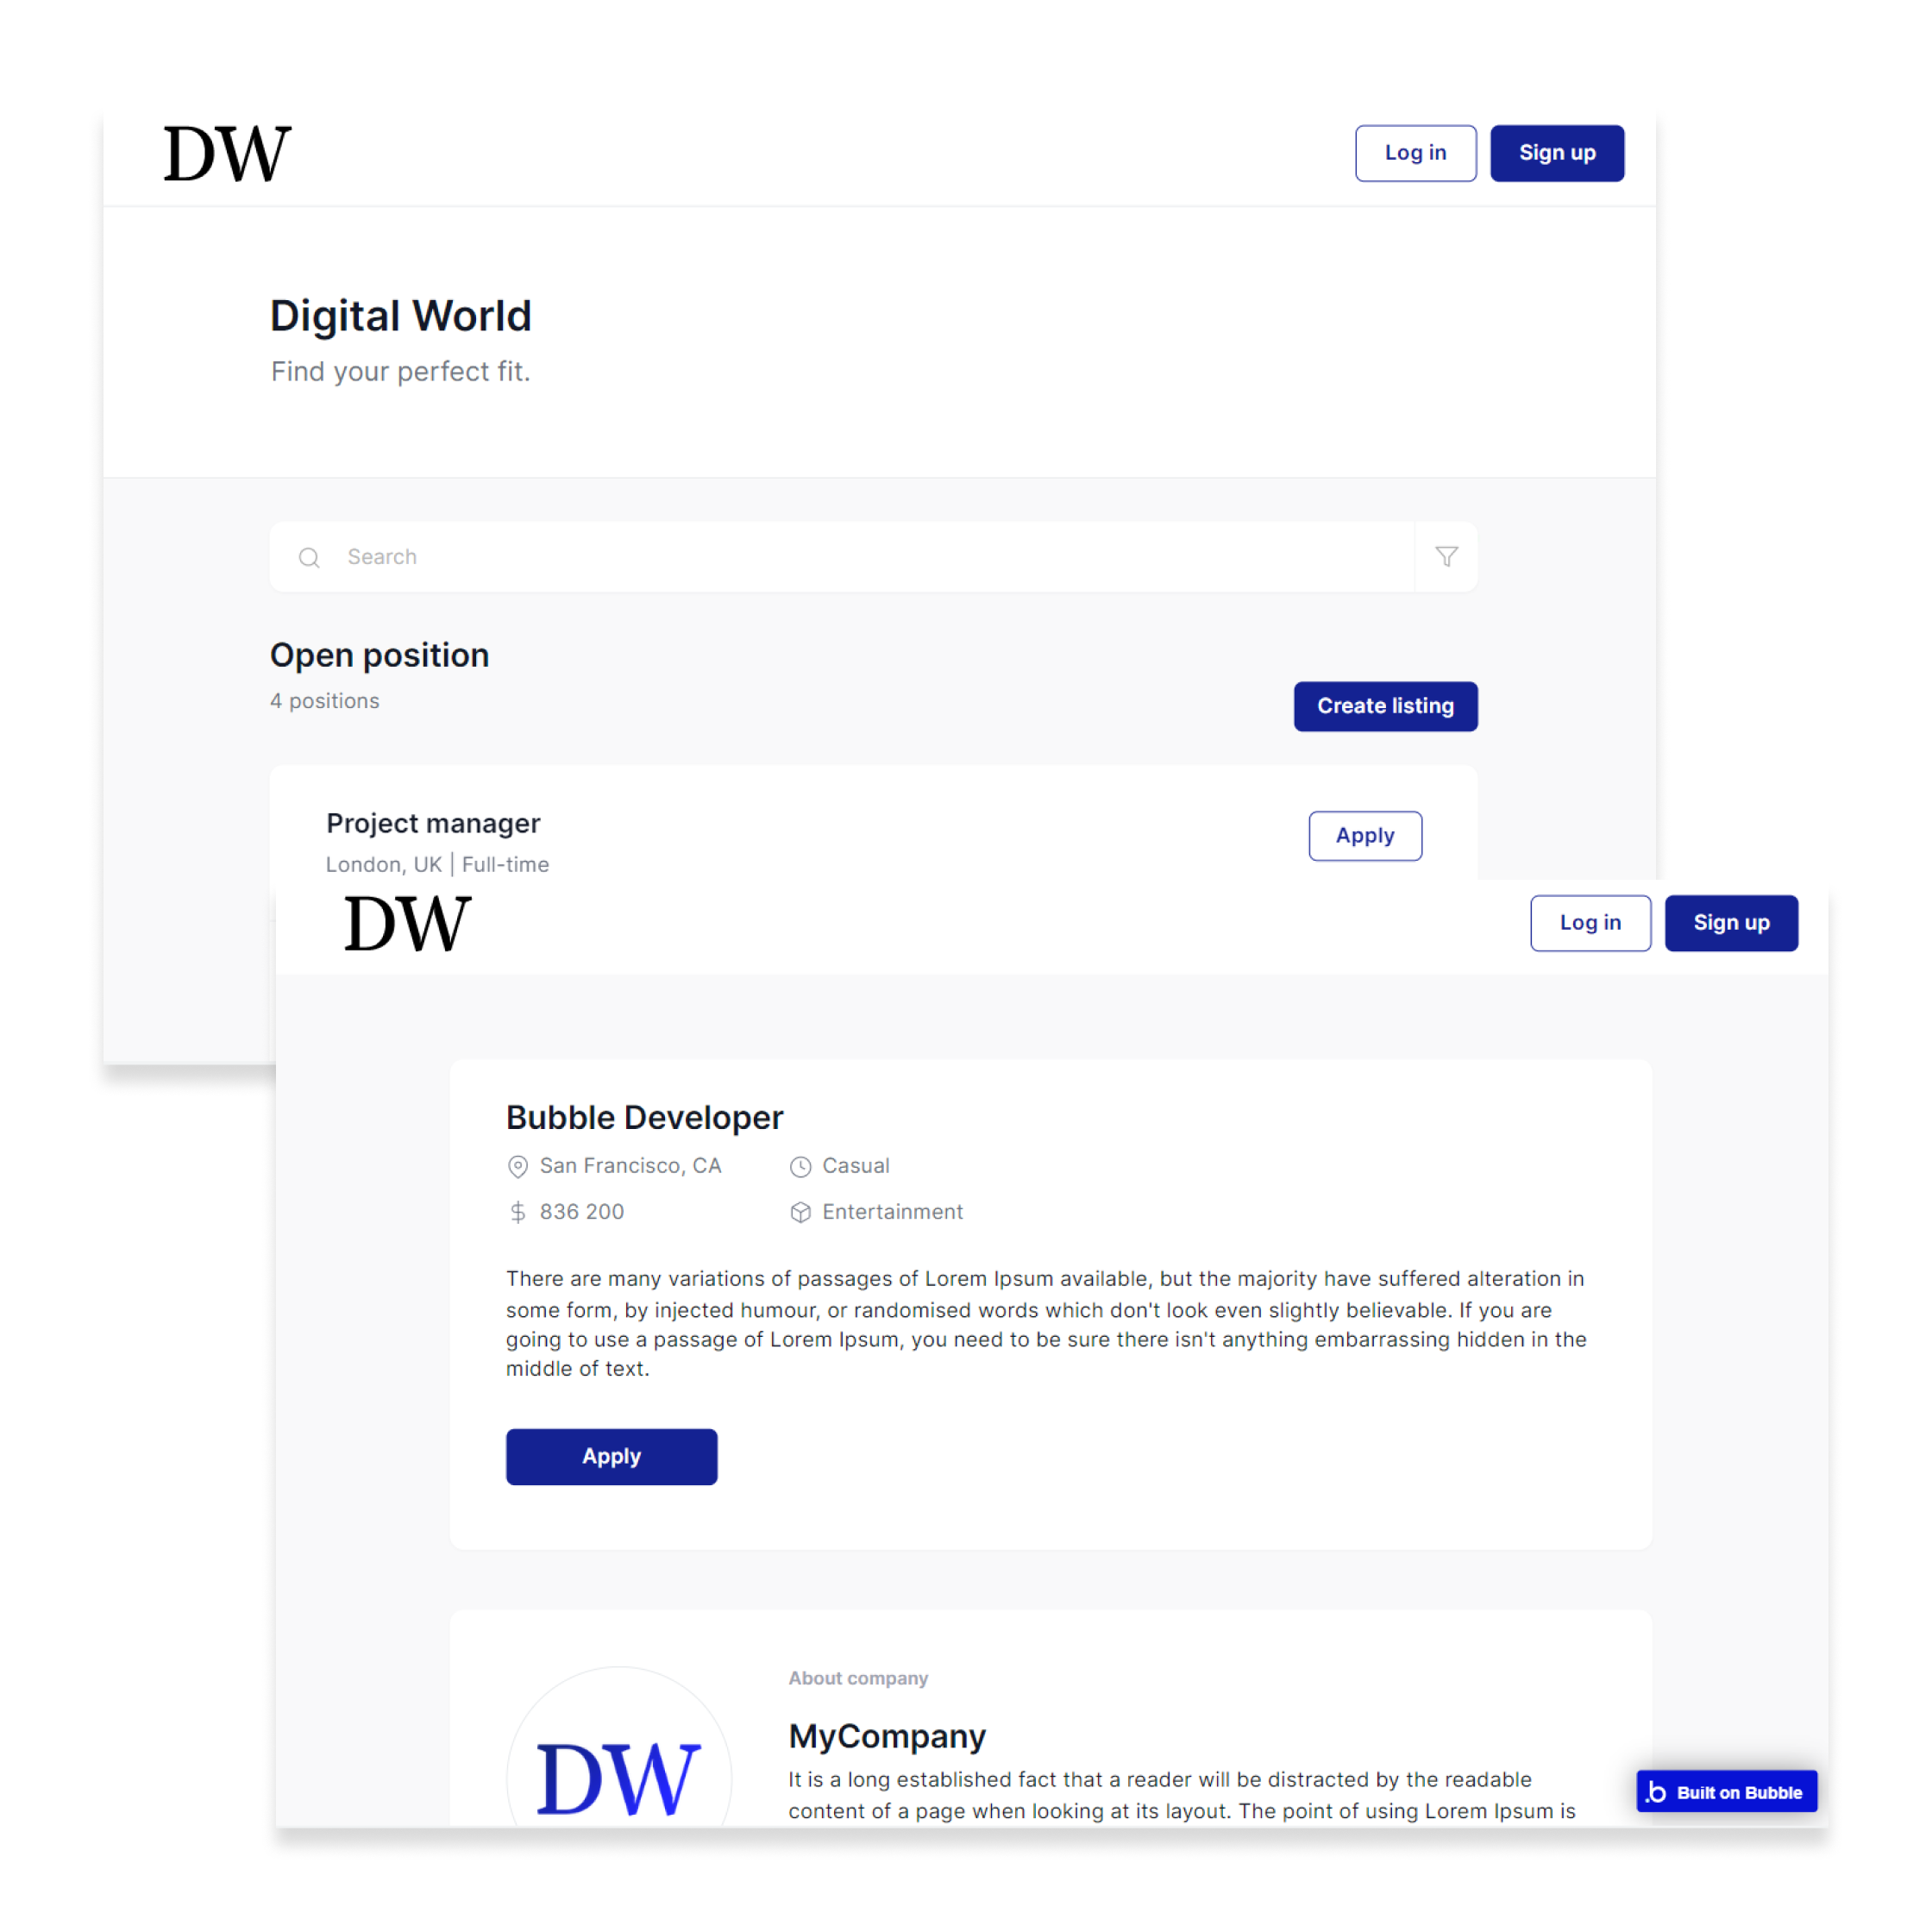 DW
Log in
Sign up
Digital World
Find your perfect fit.
Search
Open position
4 positions
Create listing
Project manager
London, UK | Full-time
Apply
DW
Log in
Sign up
Bubble Developer
San Francisco, CA
Casual
$ 836 200
Entertainment
There are many variations of passages of Lorem Ipsum available, but the majority have suffered alteration in
some form, by injected humour, or randomised words which don't look even slightly believable. If you are
going to use a passage of Lorem Ipsum, you need to be sure there isn't anything embarrassing hidden in the
middle of text.
Apply
About company
DW
MyCompany
It is a long established fact that a reader will be distracted by the readable
content of a page when looking at its layout. The point of using Lorem Ipsum is
.b Built on Bubble